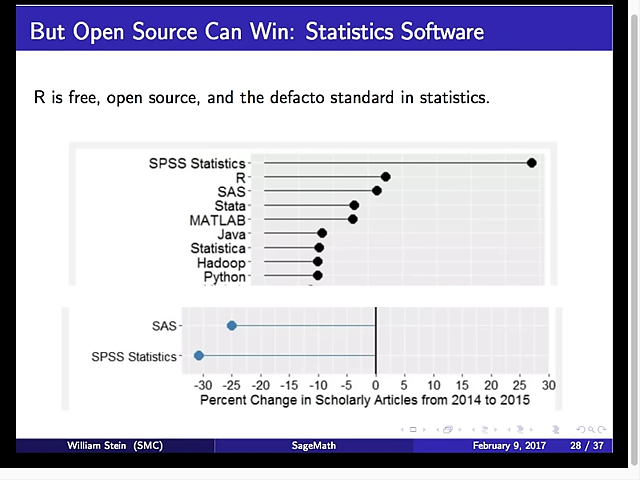 But Open Source Can Win: Statistics Software
R is free, open source, and the defacto standard in statistics.
SPSS Statistics
R
SAS
Stata
MATLAB
Java
Statistica
Hadoop
Python
SAS
SPSS Statistics
-30 -25 -20 -15 -10 -5 0 5 10 15 20 25 30
Percent Change in Scholarly Articles from 2014 to 2015
William Stein (SMC) SageMath February 9, 2017 28 / 37